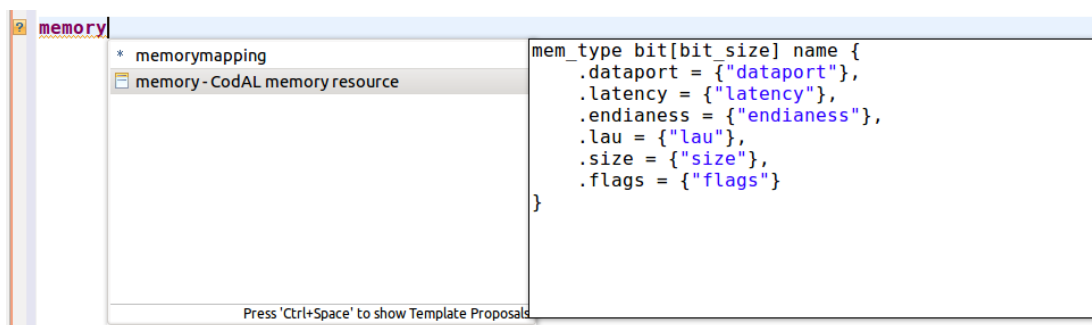 memory
* memorymapping
memory - CodAL memory resource
Press 'Ctrl+Space' to show Template Proposals
mem_type bit[bit_size] name {
    .dataport = {"dataport"},
    .latency = {"latency"},
    .endianess = {"endianess"},
    .lau = {"lau"},
    .size = {"size"},
    .flags = {"flags"}
}